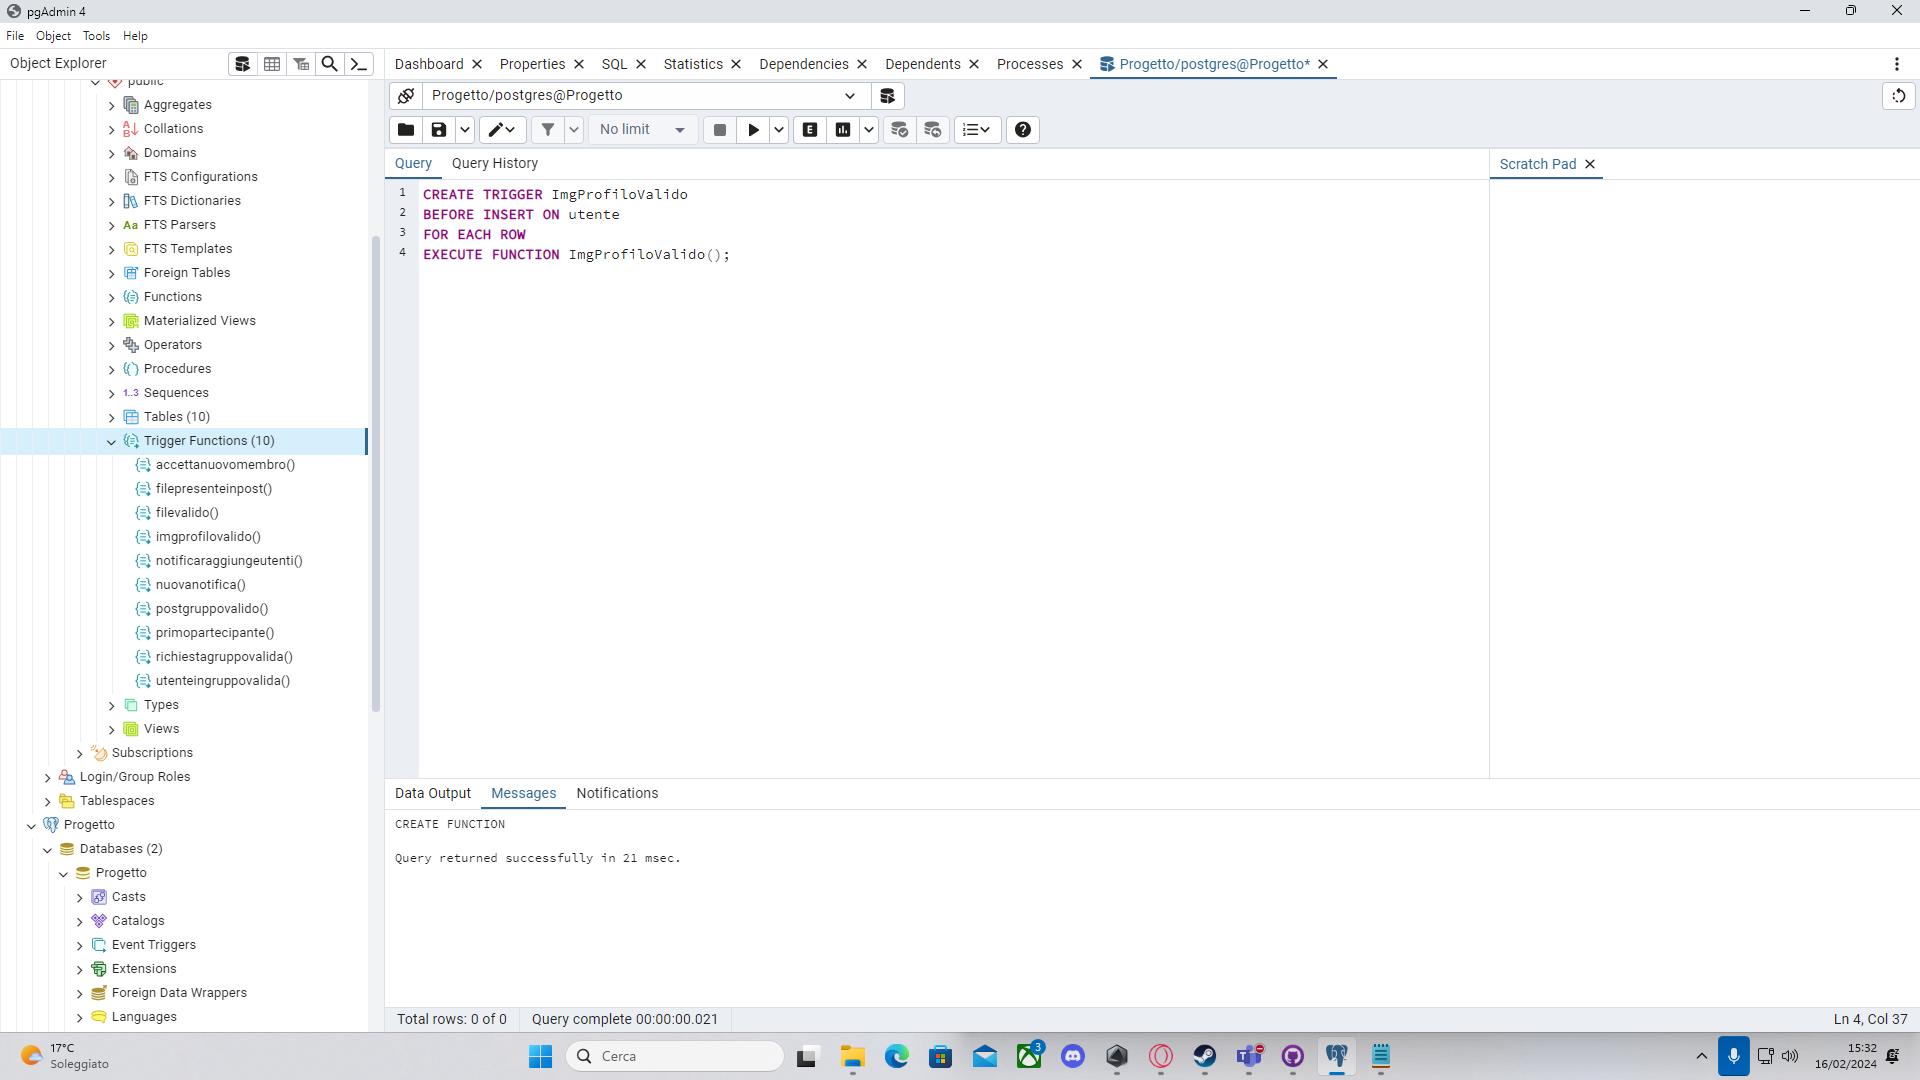 pgAdmin 4
File Object Tools Help
Object Explorer
Dashboard Properties SQL Statistics Dependencies Dependents Processes Progetto/postgres@Progetto*
public
Aggregates
Collations
Domains
FTS Configurations
FTS Dictionaries
Aa FTS Parsers
FTS Templates
Foreign Tables
Functions
Materialized Views
Operators
Procedures
1..3 Sequences
Tables (10)
Trigger Functions (10)
accettanuovomembro()
filepresenteinpost()
filevalido()
imgprofilovalido()
notificaraggiungeutenti()
nuovanotifica()
postgruppovalido()
primopartecipante()
richiestagruppovalida()
utenteingruppovalida()
Types
Views
Subscriptions
Login/Group Roles
Tablespaces
Progetto
Databases (2)
Progetto
Casts
Catalogs
Event Triggers
Extensions
Foreign Data Wrappers
Languages
Progetto/postgres@Progetto
No limit
E
Query Query History
Scratch Pad
1 CREATE TRIGGER ImgProfiloValido
2 BEFORE INSERT ON utente
3 FOR EACH ROW
4 EXECUTE FUNCTION ImgProfiloValido();
Data Output Messages Notifications
CREATE FUNCTION
Query returned successfully in 21 msec.
Total rows: 0 of 0 Query complete 00:00:00.021
Ln 4, Col 37
17°C
Soleggiato
Cerca
3
15:32
16/02/2024